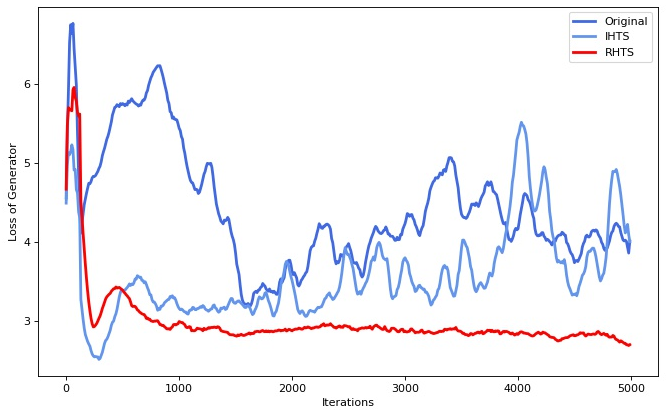 Original
IHTS
RHTS
6
5
4
3
Loss of Generator
0 1000 2000 3000 4000 5000
Iterations